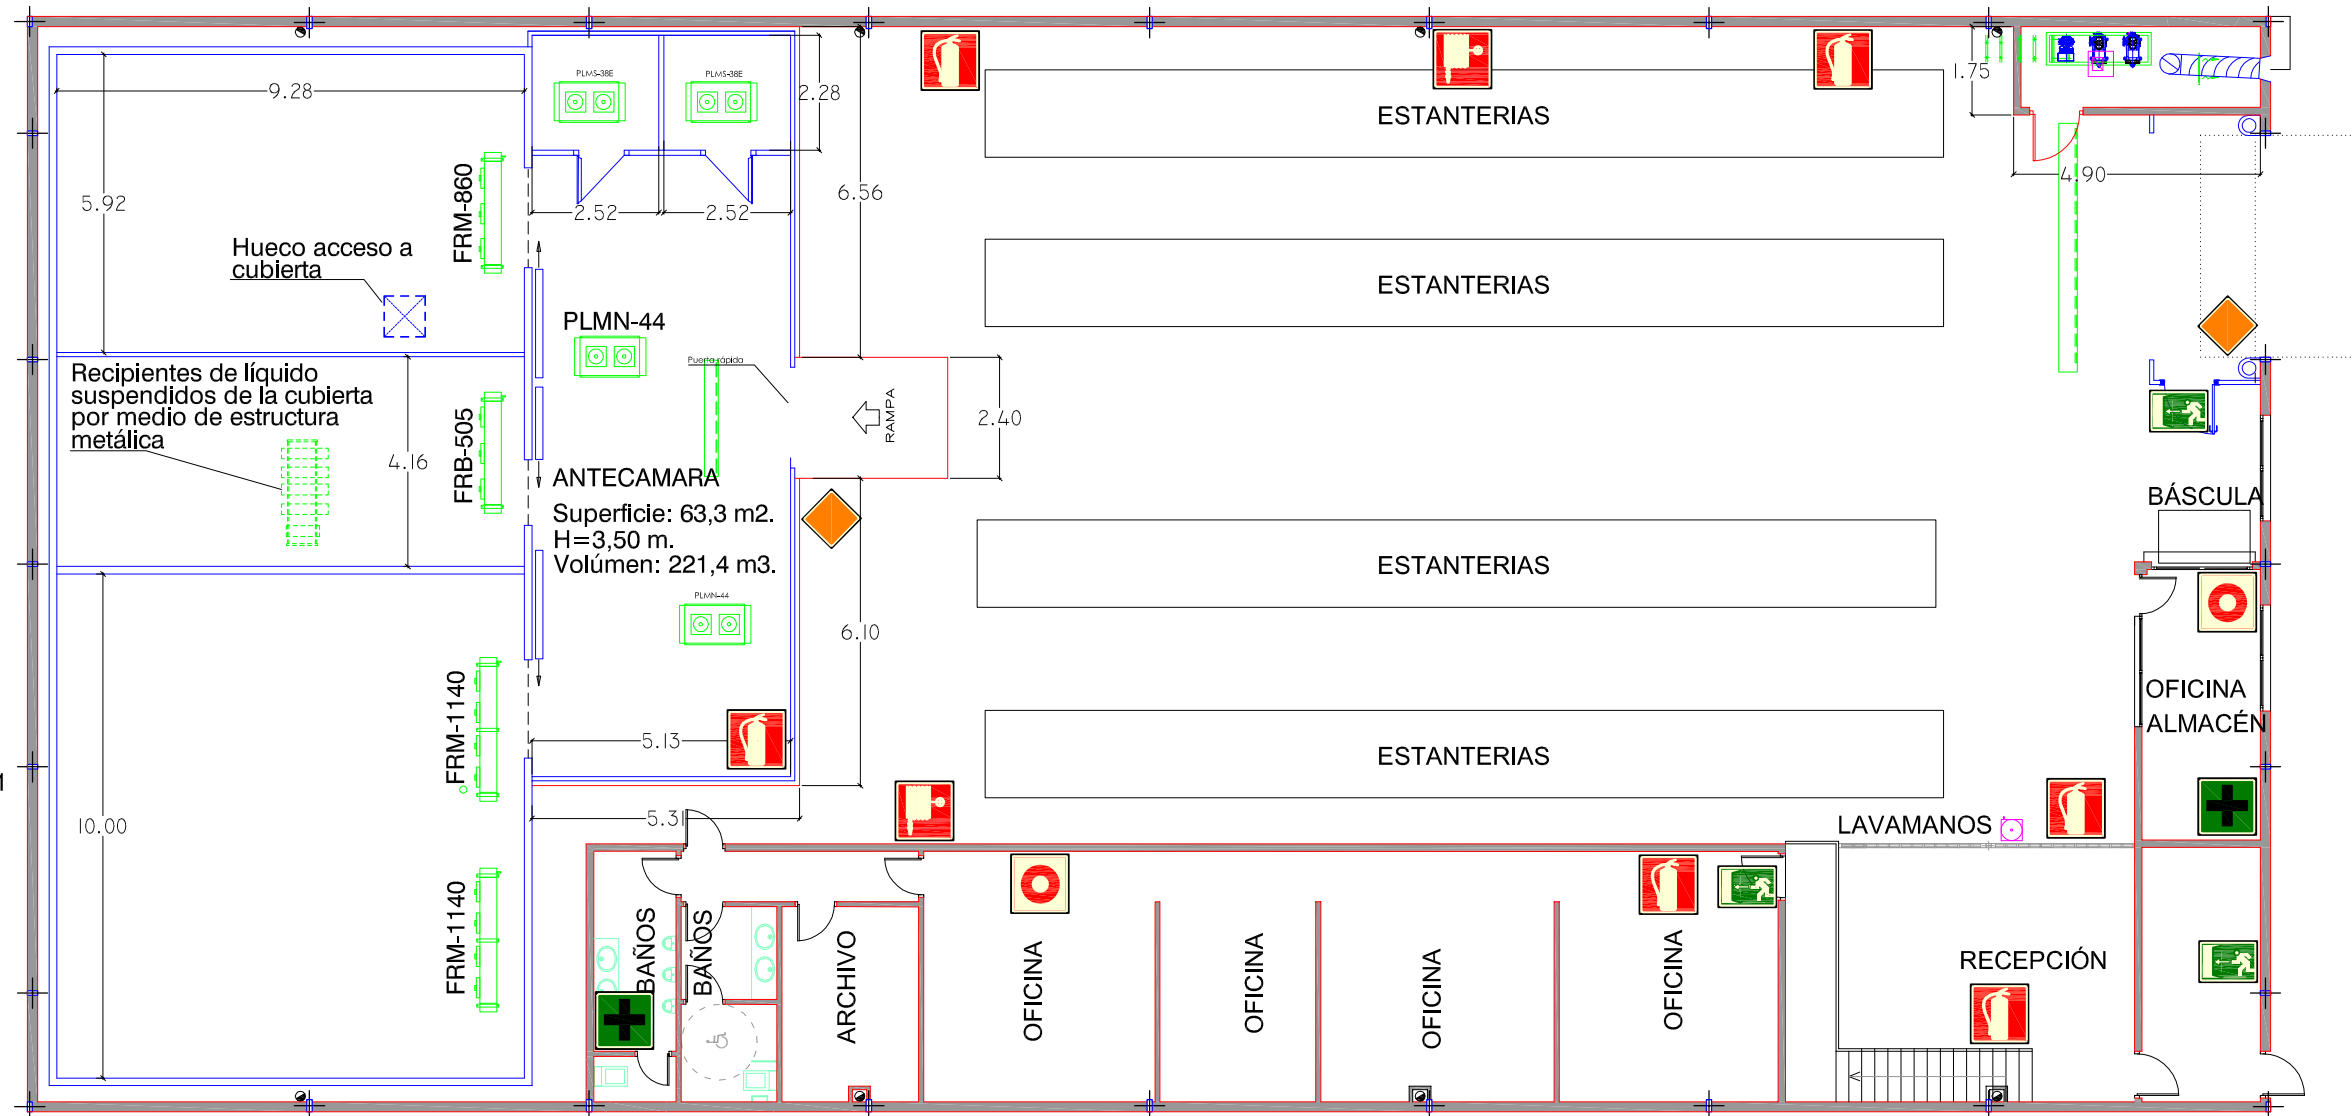 PLMS-38E
PLMS-38E
9.28
2.28
1.75
ESTANTERIAS
5.92
FRM-860
2.52
2.52
6.56
4.90
Hueco acceso a
cubierta
ESTANTERIAS
PLMN-44
Puerta rápida
Recipientes de líquido
suspendidos de la cubierta
por medio de estructura
metálica
RAMPA
2.40
4.16
FRB-505
ANTECAMARA
Superficie: 63,3 m2.
H=3,50 m.
Volúmen: 221,4 m3.
BÁSCULA
ESTANTERIAS
PLMN-44
6.10
OFICINA
ALMACÉN
FRM-1140
5.13
ESTANTERIAS
10.00
5.31
LAVAMANOS
FRM-1140
BAÑOS
BAÑOS
ARCHIVO
OFICINA
OFICINA
OFICINA
OFICINA
RECEPCIÓN